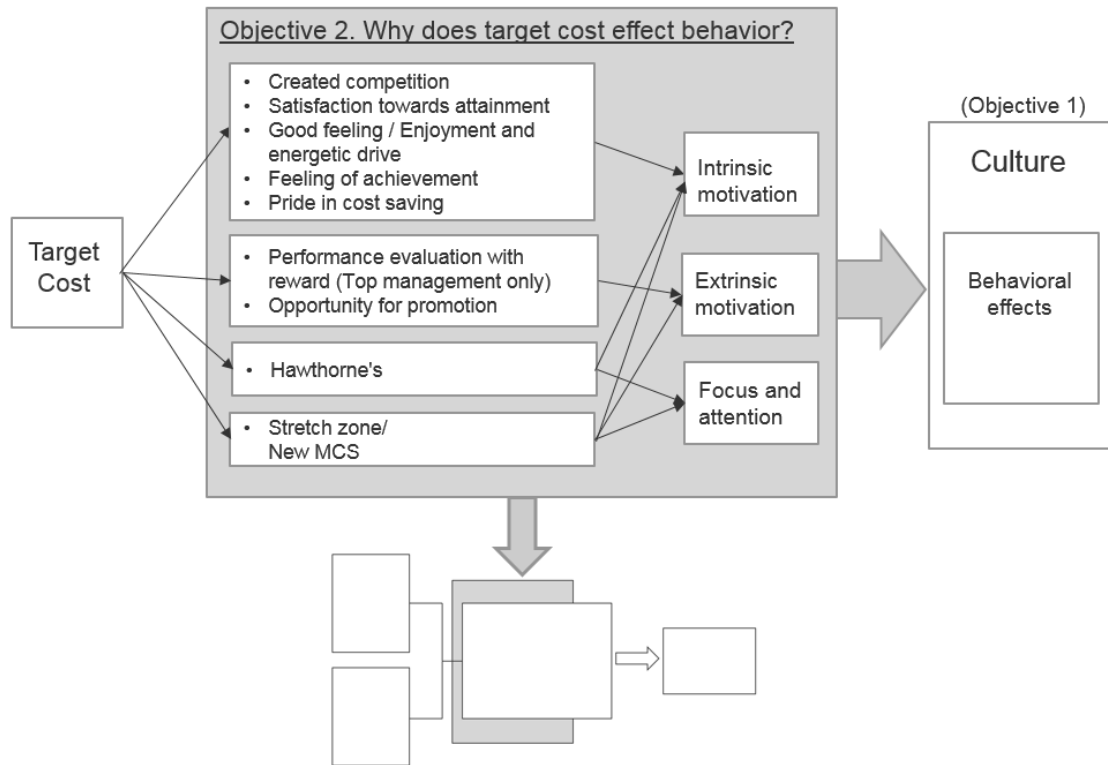 Objective 2. Why does target cost effect behavior?
• Created competition
• Satisfaction towards attainment
• Good feeling / Enjoyment and
energetic drive
• Feeling of achievement
• Pride in cost saving
Target
Cost
• Performance evaluation with
reward (Top management only)
• Opportunity for promotion
• Hawthorne's
• Stretch zone/
New MCS
Intrinsic
motivation
Extrinsic
motivation
Focus and
attention
(Objective 1)
Culture
Behavioral
effects